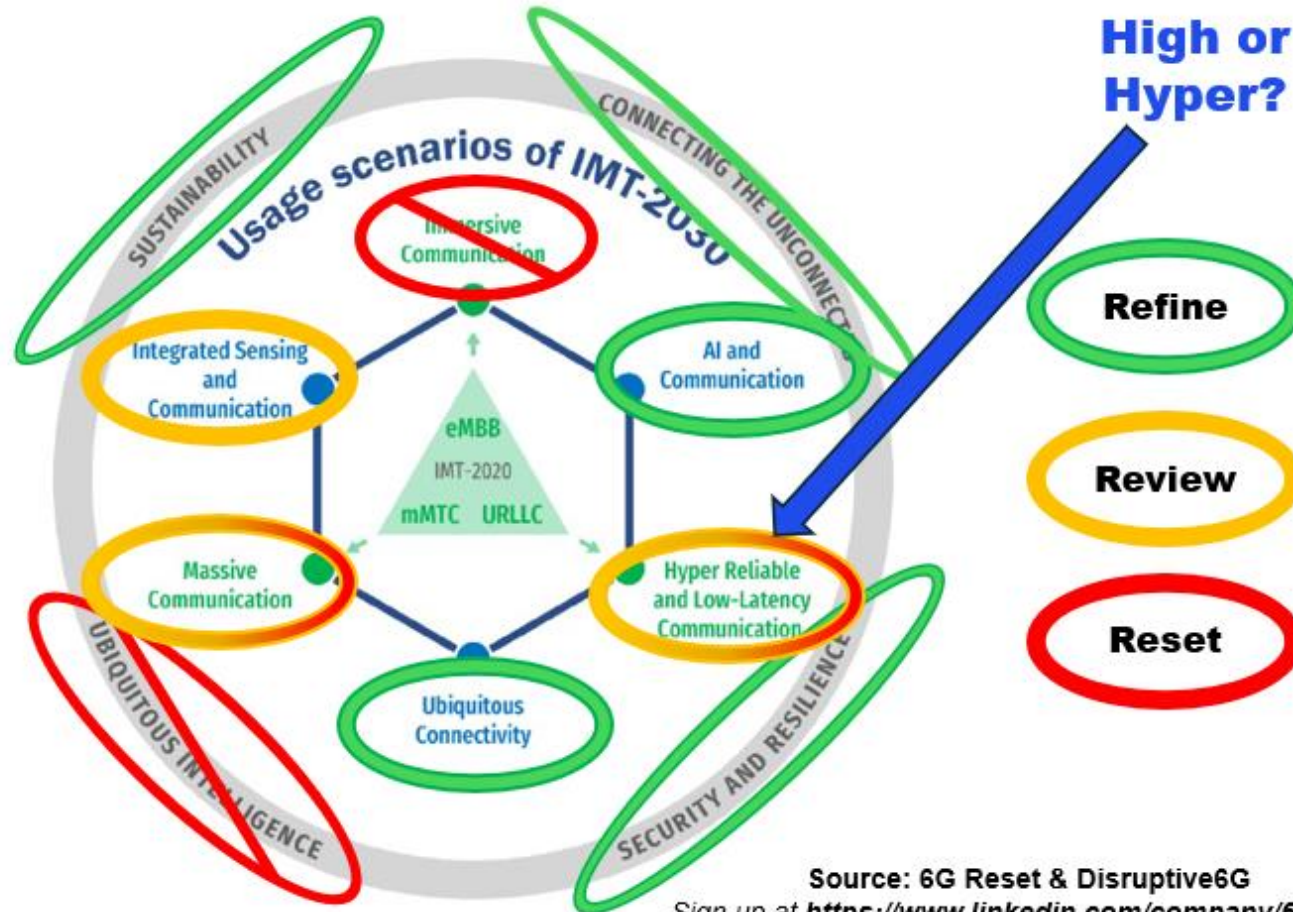 High or
Hyper?
SUSTAINABILITY
CONNECTING THE UNCONNECTED
Usage scenarios of IMT-2030
Immersive
Communication
Integrated Sensing
and
Communication
AI and
Communication
Refine
eMBB
IMT-2020
mMTC URLLC
Review
Massive
Communication
Hyper Reliable
and Low-Latency
Communication
Reset
UBIQUITOUS INTELLIGENCE
Ubiquitous
Connectivity
SECURITY AND RESILIENCE
Source: 6G Reset & Disruptive6G
Sign up at https://www.linkedin.com/company/6